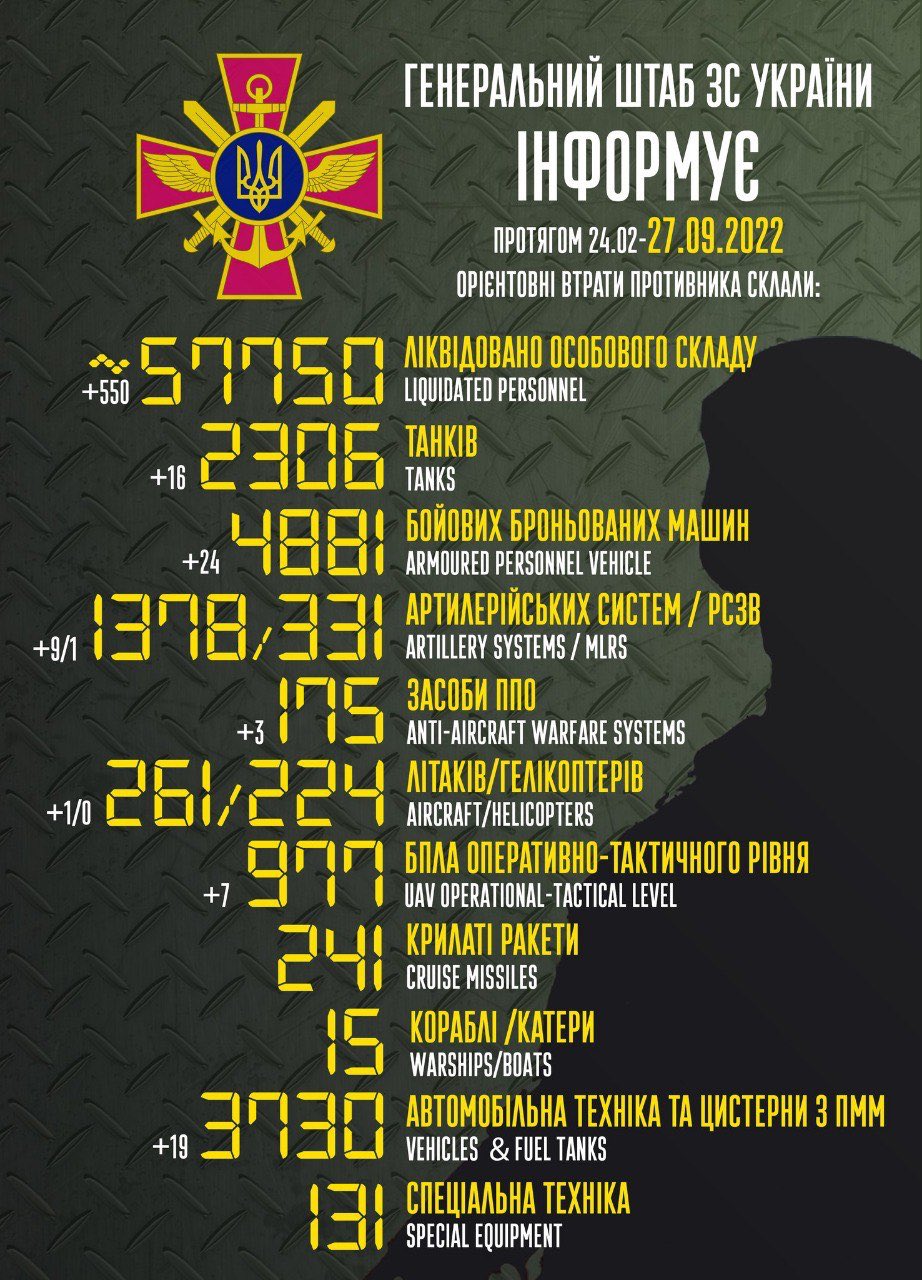 ГЕНЕРАЛЬНИЙ ШТАБ ЗС УКРАЇНИ
ІНФОРМУЄ
ПРОТЯГОМ 24.02-27.09.2022
ОРІЄНТОВНІ ВТРАТИ ПРОТИВНИКА СКЛАЛИ:
+550 ~57750 ЛІКВІДОВАНО ОСОБОВОГО СКЛАДУ
LIQUIDATED PERSONNEL
+16 2306 ТАНКІВ
TANKS
+24 4881 БОЙОВИХ БРОНЬОВАНИХ МАШИН
ARMOURED PERSONNEL VEHICLE
+9/1 1378/331 АРТИЛЕРІЙСЬКИХ СИСТЕМ / РСЗВ
ARTILLERY SYSTEMS / MLRS
+3 175 ЗАСОБИ ППО
ANTI-AIRCRAFT WARFARE SYSTEMS
+1/0 261/224 ЛІТАКІВ/ГЕЛІКОПТЕРІВ
AIRCRAFT/HELICOPTERS
+7 977 БПЛА ОПЕРАТИВНО-ТАКТИЧНОГО РІВНЯ
UAV OPERATIONAL-TACTICAL LEVEL
241 КРИЛАТІ РАКЕТИ
CRUISE MISSILES
15 КОРАБЛІ /КАТЕРИ
WARSHIPS/BOATS
+19 3730 АВТОМОБІЛЬНА ТЕХНІКА ТА ЦИСТЕРНИ З ПММ
VEHICLES & FUEL TANKS
131 СПЕЦІАЛЬНА ТЕХНІКА
SPECIAL EQUIPMENT